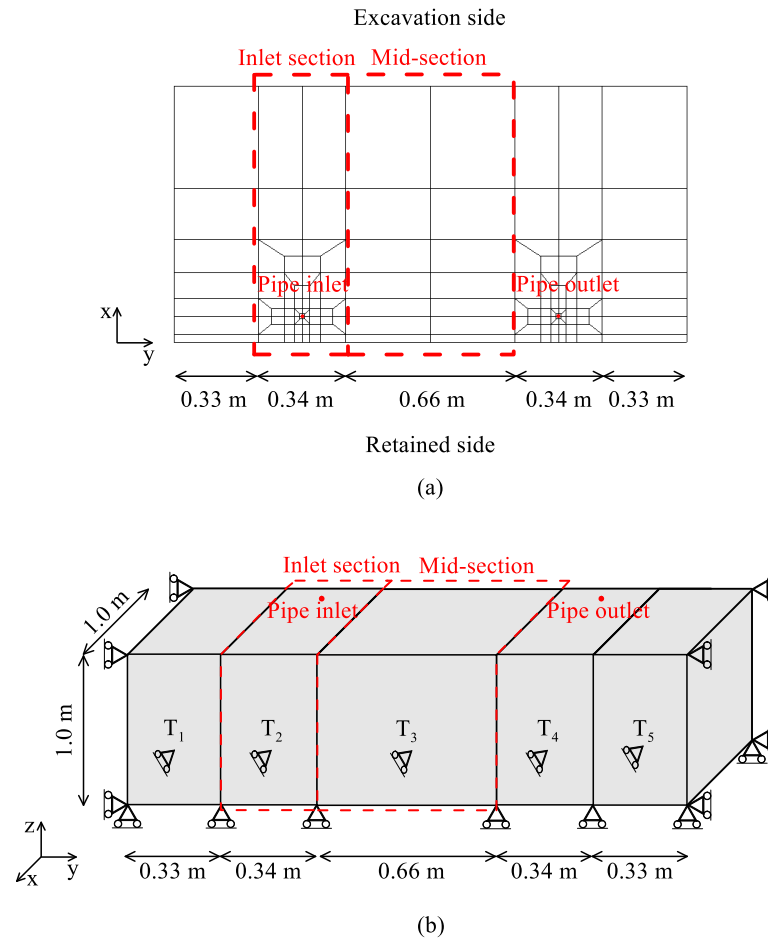 Excavation side
Inlet section Mid-section
Pipe inlet Pipe outlet
x
y
0.33 m 0.34 m 0.66 m 0.34 m 0.33 m
Retained side
(a)
Inlet section Mid-section
Pipe inlet Pipe outlet
1.0 m
1.0 m
T1 T2 T3 T4 T5
z
x y
0.33 m 0.34 m 0.66 m 0.34 m 0.33 m
(b)